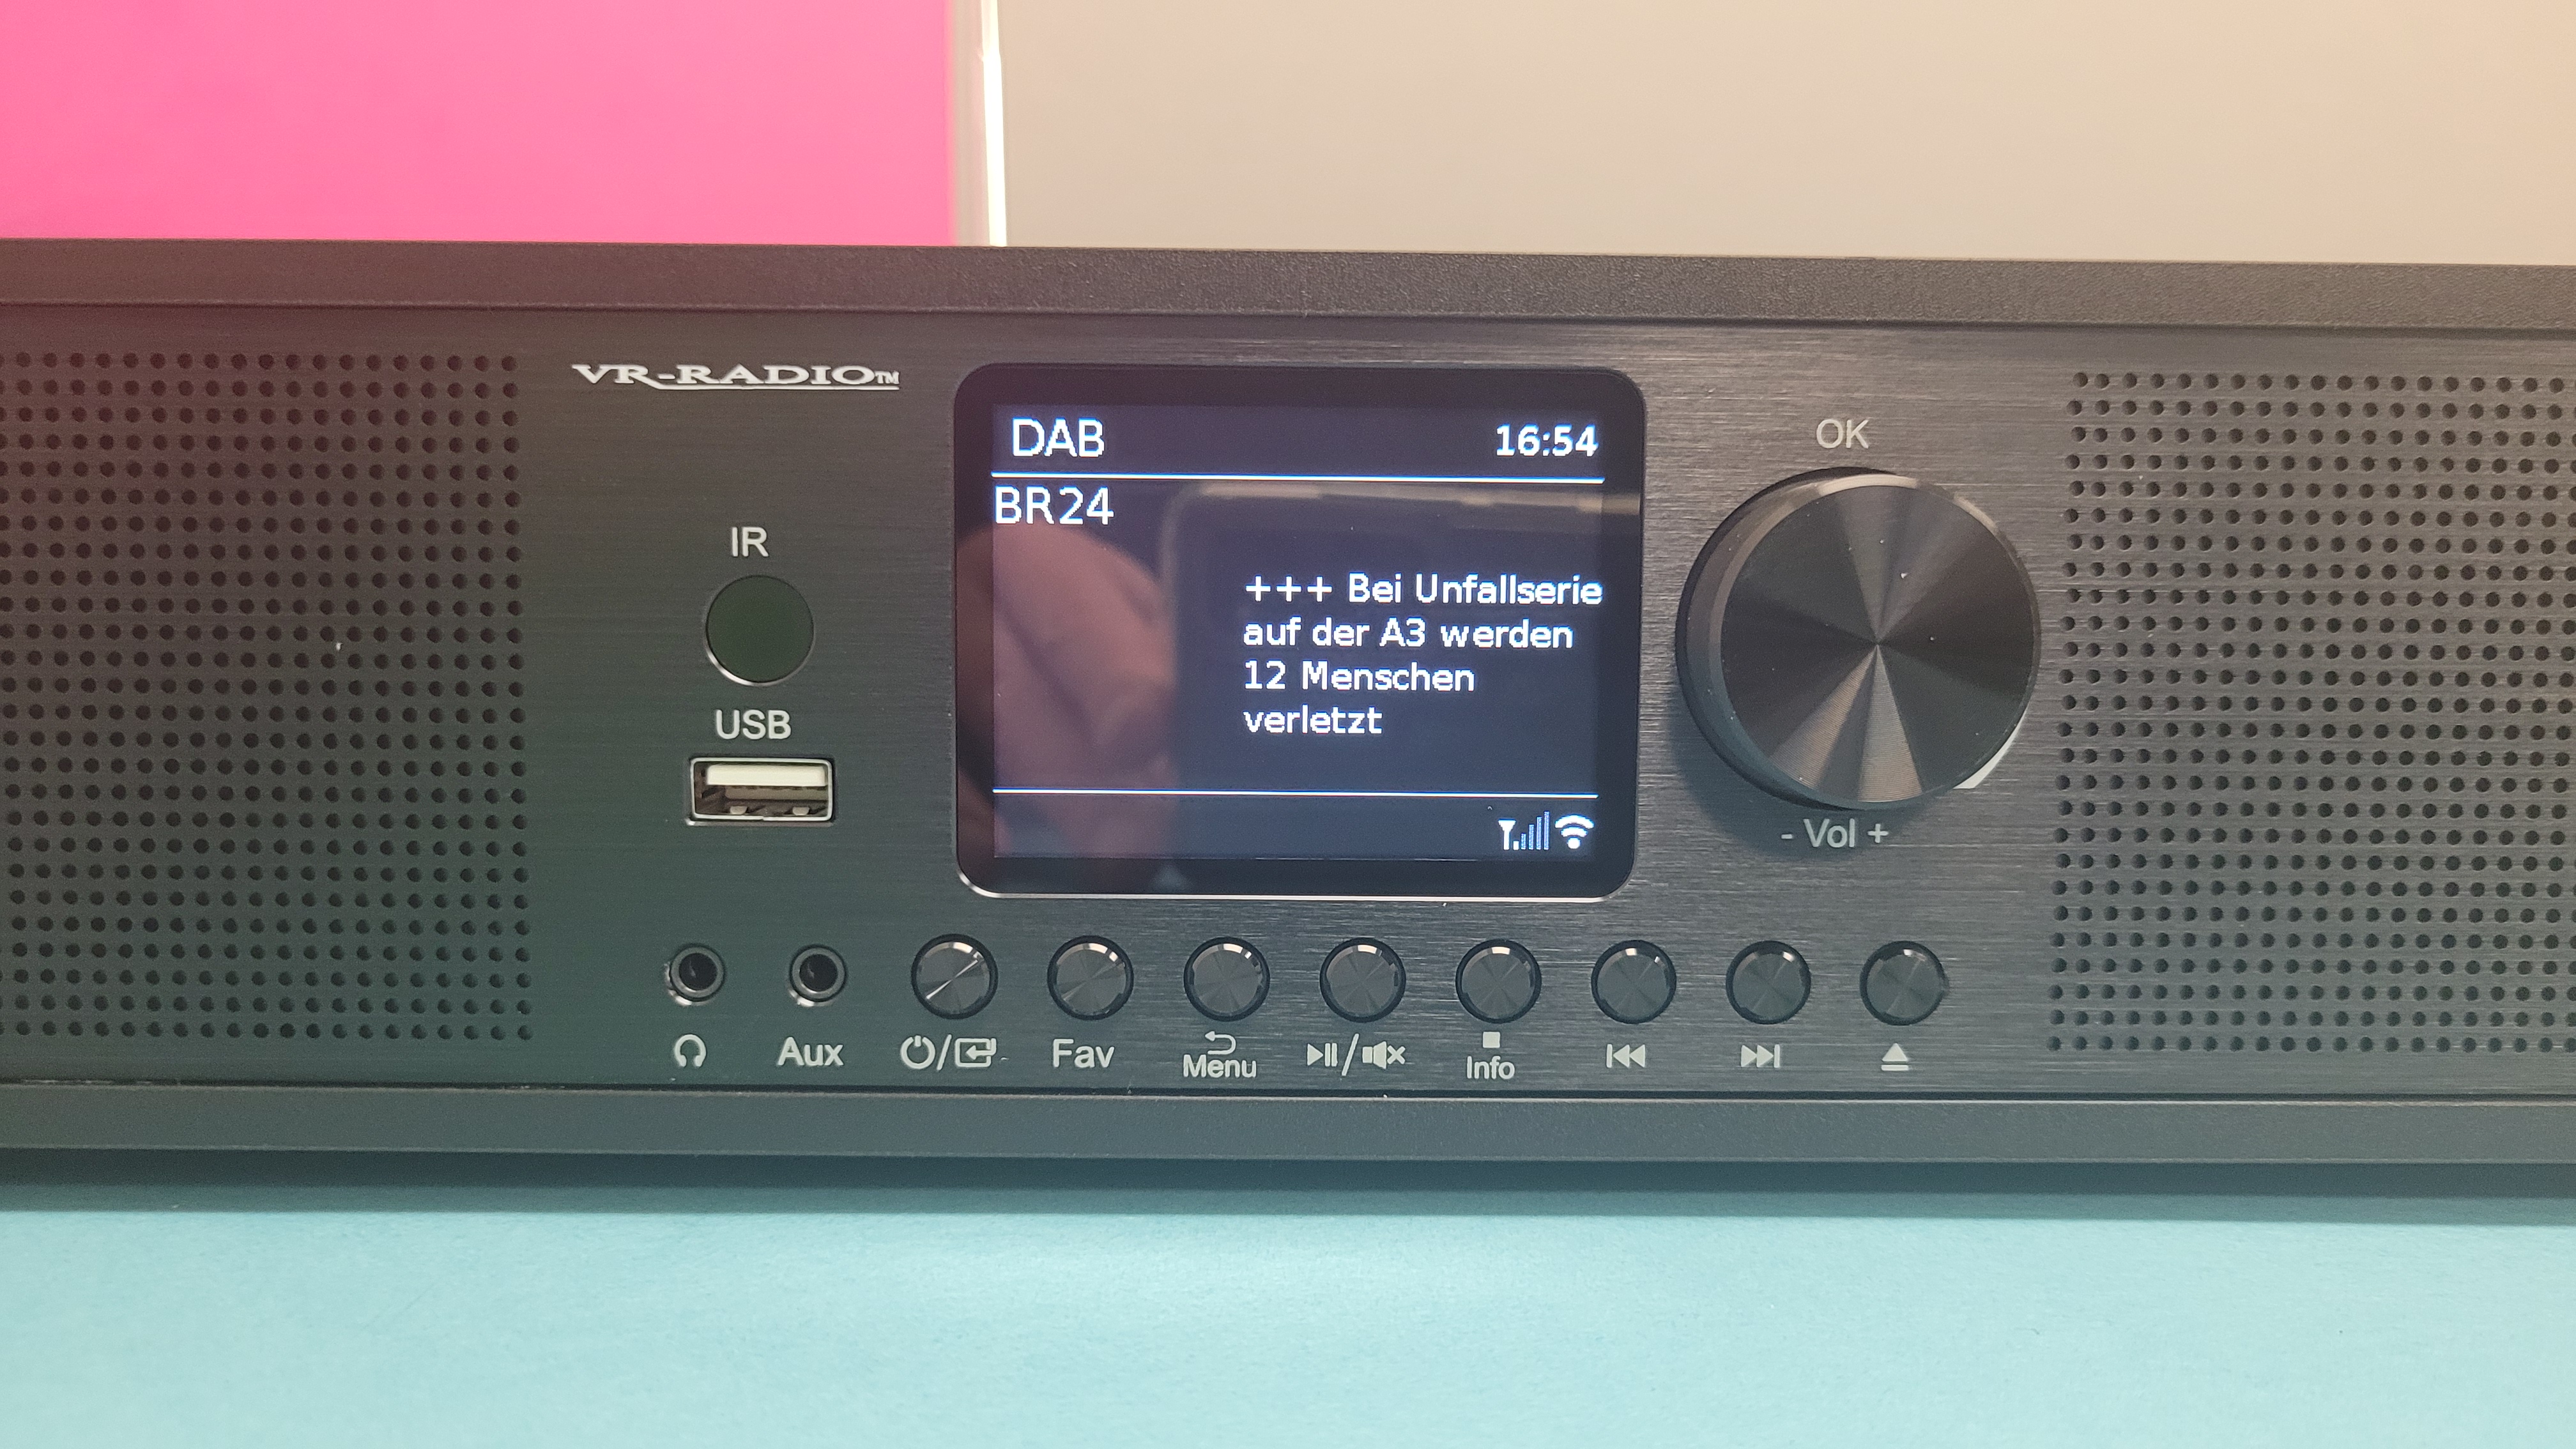 VR-RADIO™
DAB 16:54
BR24
+++ Bei Unfallserie
auf der A3 werden
12 Menschen
verletzt
OK
- Vol +
IR
USB
Aux
Fav
Menu
Info